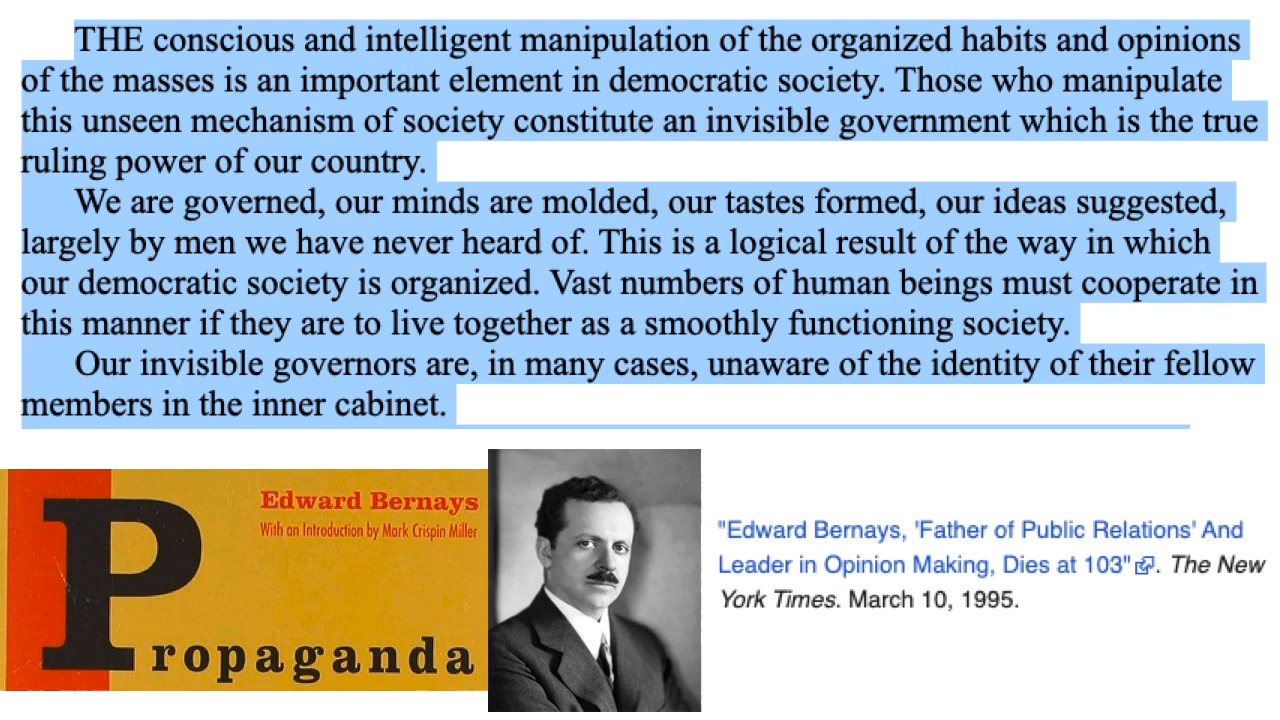 THE conscious and intelligent manipulation of the organized habits and opinions
of the masses is an important element in democratic society. Those who manipulate
this unseen mechanism of society constitute an invisible government which is the true
ruling power of our country.
We are governed, our minds are molded, our tastes formed, our ideas suggested,
largely by men we have never heard of. This is a logical result of the way in which
our democratic society is organized. Vast numbers of human beings must cooperate in
this manner if they are to live together as a smoothly functioning society.
Our invisible governors are, in many cases, unaware of the identity of their fellow
members in the inner cabinet.
Edward Bernays
With an Introduction by Mark Crispin Miller
Propaganda
"Edward Bernays, 'Father of Public Relations' And
Leader in Opinion Making, Dies at 103". The New
York Times. March 10, 1995.